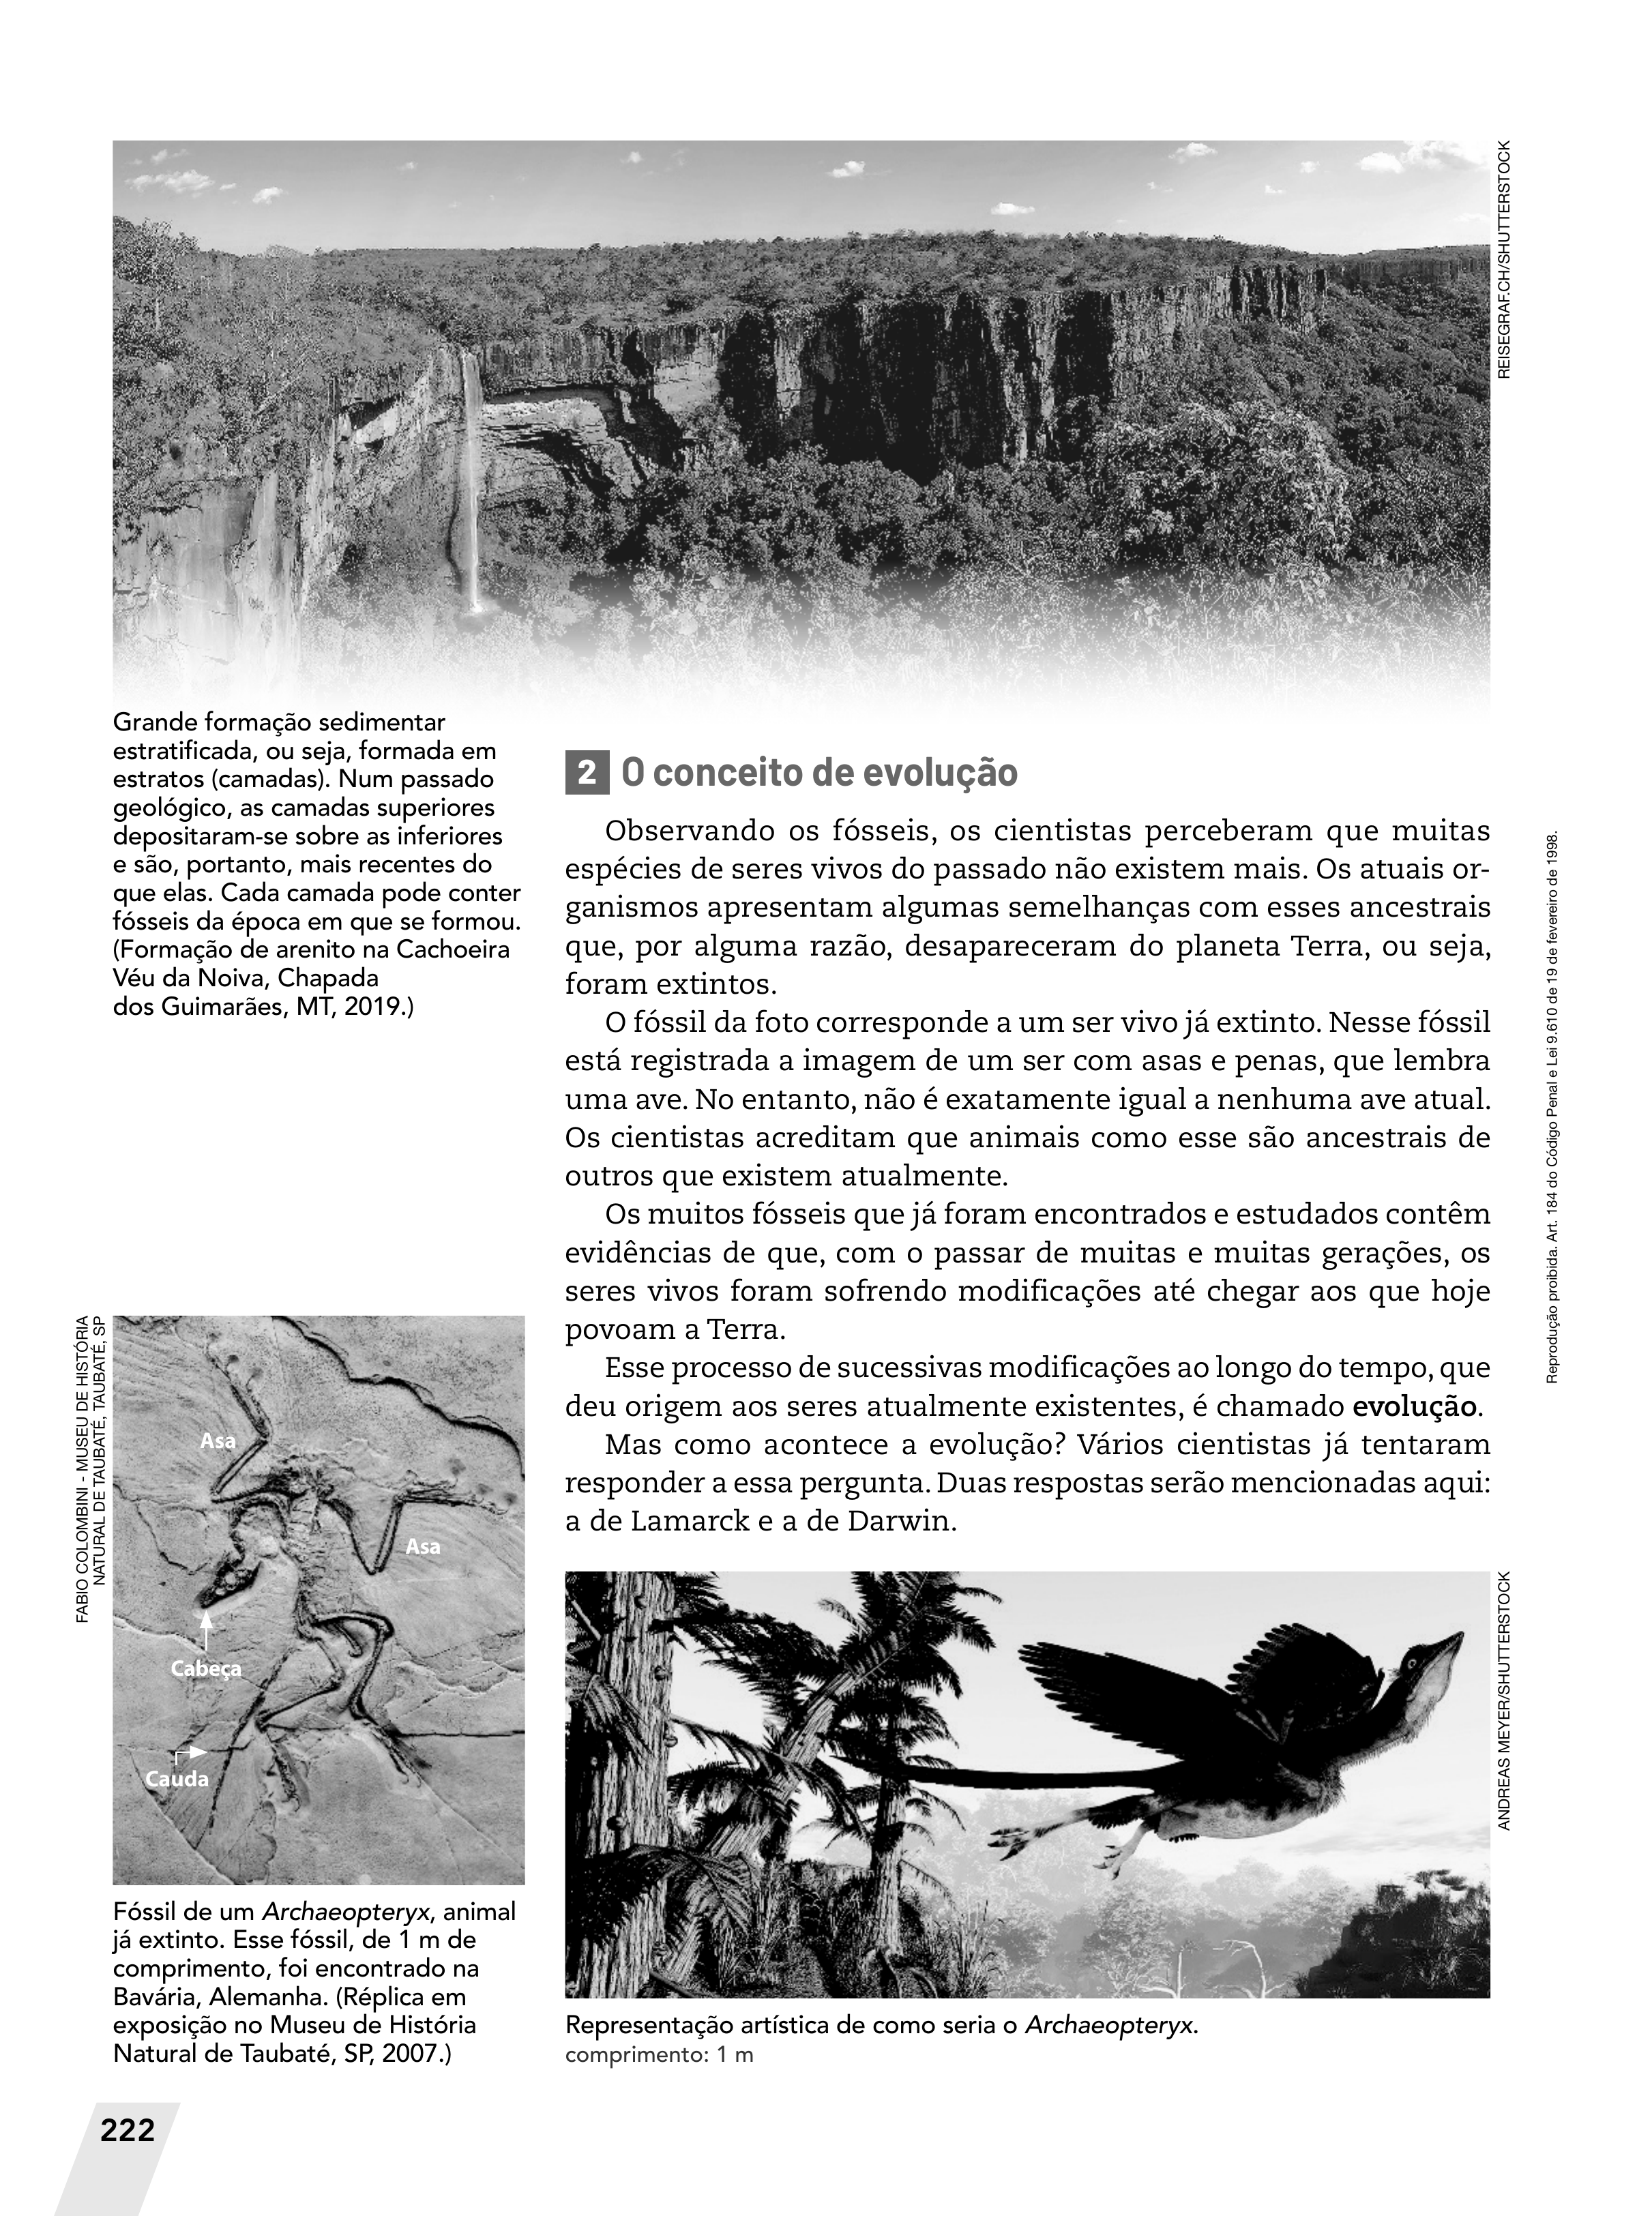 REISEGRAF.CH/SHUTTERSTOCK
Grande formação sedimentar
estratificada, ou seja, formada em
estratos (camadas). Num passado
geológico, as camadas superiores
depositaram-se sobre as inferiores
e são, portanto, mais recentes do
que elas. Cada camada pode conter
fósseis da época em que se formou.
(Formação de arenito na Cachoeira
Véu da Noiva, Chapada
dos Guimarães, MT, 2019.)
2 O conceito de evolução
Observando os fósseis, os cientistas perceberam que muitas
espécies de seres vivos do passado não existem mais. Os atuais or-
ganismos apresentam algumas semelhanças com esses ancestrais
que, por alguma razão, desapareceram do planeta Terra, ou seja,
foram extintos.
O fóssil da foto corresponde a um ser vivo já extinto. Nesse fóssil
está registrada a imagem de um ser com asas e penas, que lembra
uma ave. No entanto, não é exatamente igual a nenhuma ave atual.
Os cientistas acreditam que animais como esse são ancestrais de
outros que existem atualmente.
Os muitos fósseis que já foram encontrados e estudados contêm
evidências de que, com o passar de muitas e muitas gerações, os
seres vivos foram sofrendo modificações até chegar aos que hoje
povoam a Terra.
Esse processo de sucessivas modificações ao longo do tempo, que
deu origem aos seres atualmente existentes, é chamado evolução.
Mas como acontece a evolução? Vários cientistas já tentaram
responder a essa pergunta. Duas respostas serão mencionadas aqui:
a de Lamarck e a de Darwin.
Reprodução proibida. Art. 184 do Código Penal e Lei 9.610 de 19 de fevereiro de 1998.
FABIO COLOMBINI - MUSEU DE HISTÓRIA
NATURAL DE TAUBATÉ, TAUBATÉ, SP
Asa
Asa
Cabeça
Cauda
Fóssil de um Archaeopteryx, animal
já extinto. Esse fóssil, de 1 m de
comprimento, foi encontrado na
Bavária, Alemanha. (Réplica em
exposição no Museu de História
Natural de Taubaté, SP, 2007.)
ANDREAS MEYER/SHUTTERSTOCK
Representação artística de como seria o Archaeopteryx.
comprimento: 1 m
222